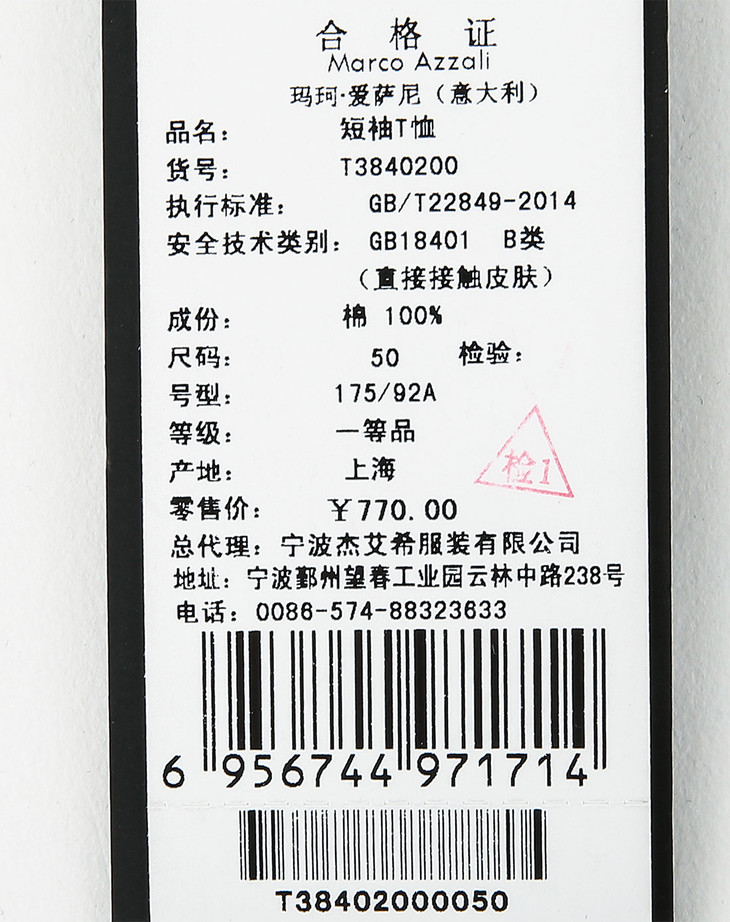 合 格 证
Marco Azzali
玛珂·爱萨尼（意大利）
品名： 短袖T恤
货号： T3840200
执行标准： GB/T22849-2014
安全技术类别： GB18401 B类
（直接接触皮肤）
成份： 棉 100%
尺码： 50 检验：
号型： 175/92A
等级： 一等品
检1
产地： 上海
零售价： ￥770.00
总代理： 宁波杰艾希服装有限公司
地址： 宁波鄞州望春工业园云林中路238号
电话： 0086-574-88323633
6 956744 971714
T38402000050